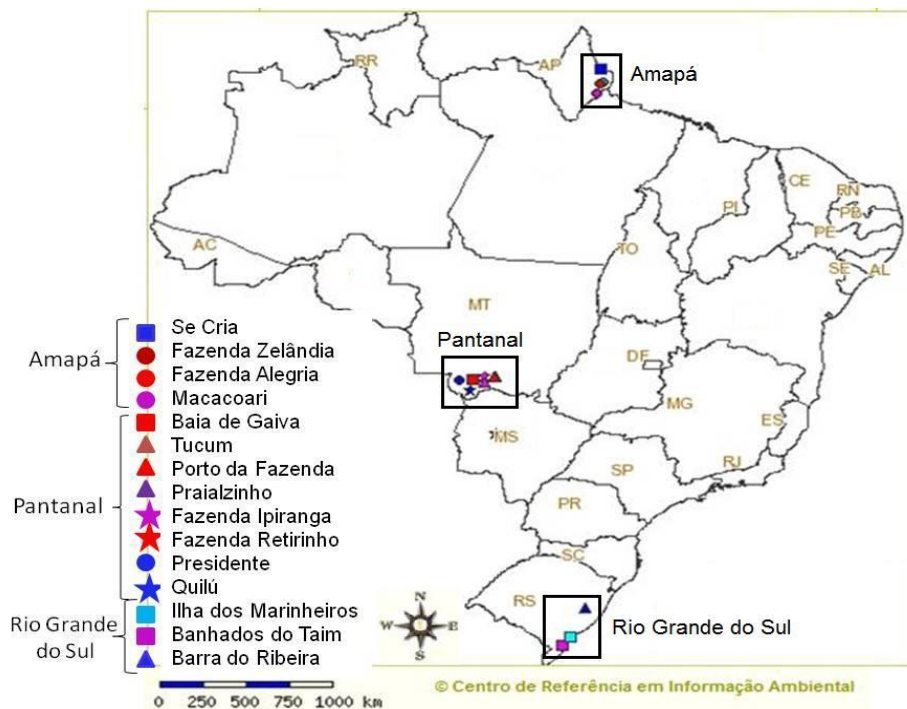 AP
Amapá
RR
CE
RN
PB
PI
PE
AC
TO
SE
AL
MT
Pantanal
DF
MG
ES
MS
SP
RJ
PR
SC
RS
Rio Grande do Sul
Amapá
Se Cria
Fazenda Zelândia
Fazenda Alegria
Macacoari
Pantanal
Baia de Gaiva
Tucum
Porto da Fazenda
Praialzinho
Fazenda Ipiranga
Fazenda Retirinho
Presidente
Quilú
Rio Grande
do Sul
Ilha dos Marinheiros
Banhados do Taim
Barra do Ribeira
N
W E
S
0 250 500 750 1000 km
© Centro de Referência em Informação Ambiental